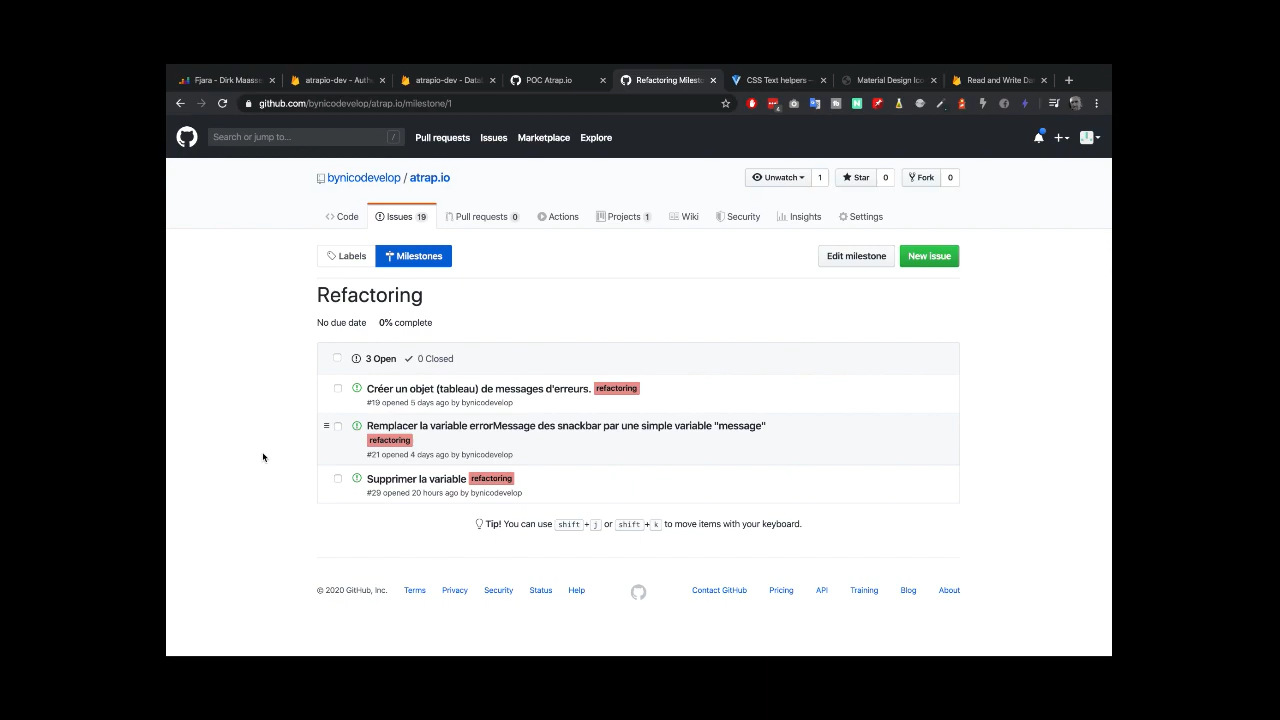 Fjara - Dirk Maasse
atrapio-dev - Auth
atrapio-dev - Datal
POC Atrap.io
Refactoring Milesto
CSS Text helpers —
Material Design Ico
Read and Write Da
github.com/bynicodevelop/atrap.io/milestone/1
Search or jump to...
/
Pull requests
Issues
Marketplace
Explore
bynicodevelop / atrap.io
Unwatch 1
Star 0
Fork 0
Code
Issues 19
Pull requests 0
Actions
Projects 1
Wiki
Security
Insights
Settings
Labels
Milestones
Edit milestone
New issue
Refactoring
No due date 0% complete
3 Open 0 Closed
Créer un objet (tableau) de messages d'erreurs. refactoring
#19 opened 5 days ago by bynicodevelop
Remplacer la variable errorMessage des snackbar par une simple variable "message"
refactoring
#21 opened 4 days ago by bynicodevelop
Supprimer la variable refactoring
#29 opened 20 hours ago by bynicodevelop
Tip! You can use shift + j or shift + k to move items with your keyboard.
© 2020 GitHub, Inc. Terms Privacy Security Status Help Contact GitHub Pricing API Training Blog About